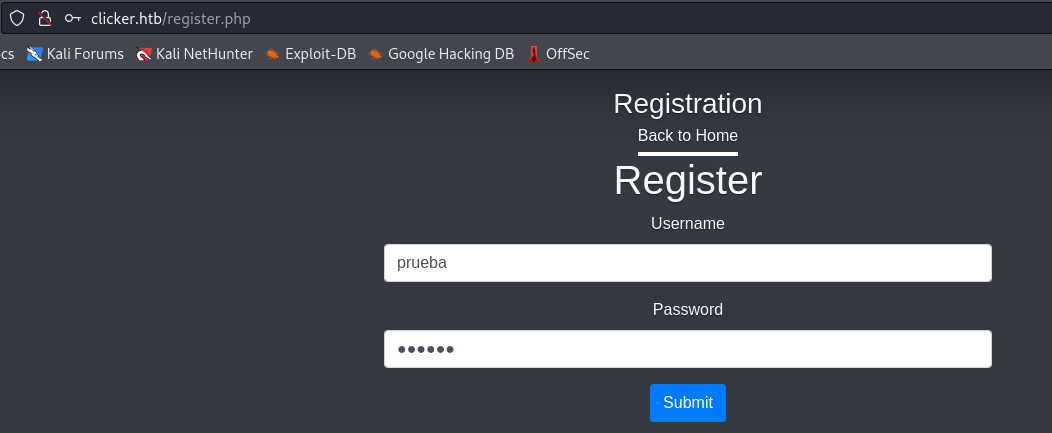 clicker.htb/register.php
cs Kali Forums Kali NetHunter Exploit-DB Google Hacking DB OffSec
Registration
Back to Home
Register
Username
prueba
Password
●●●●●●
Submit